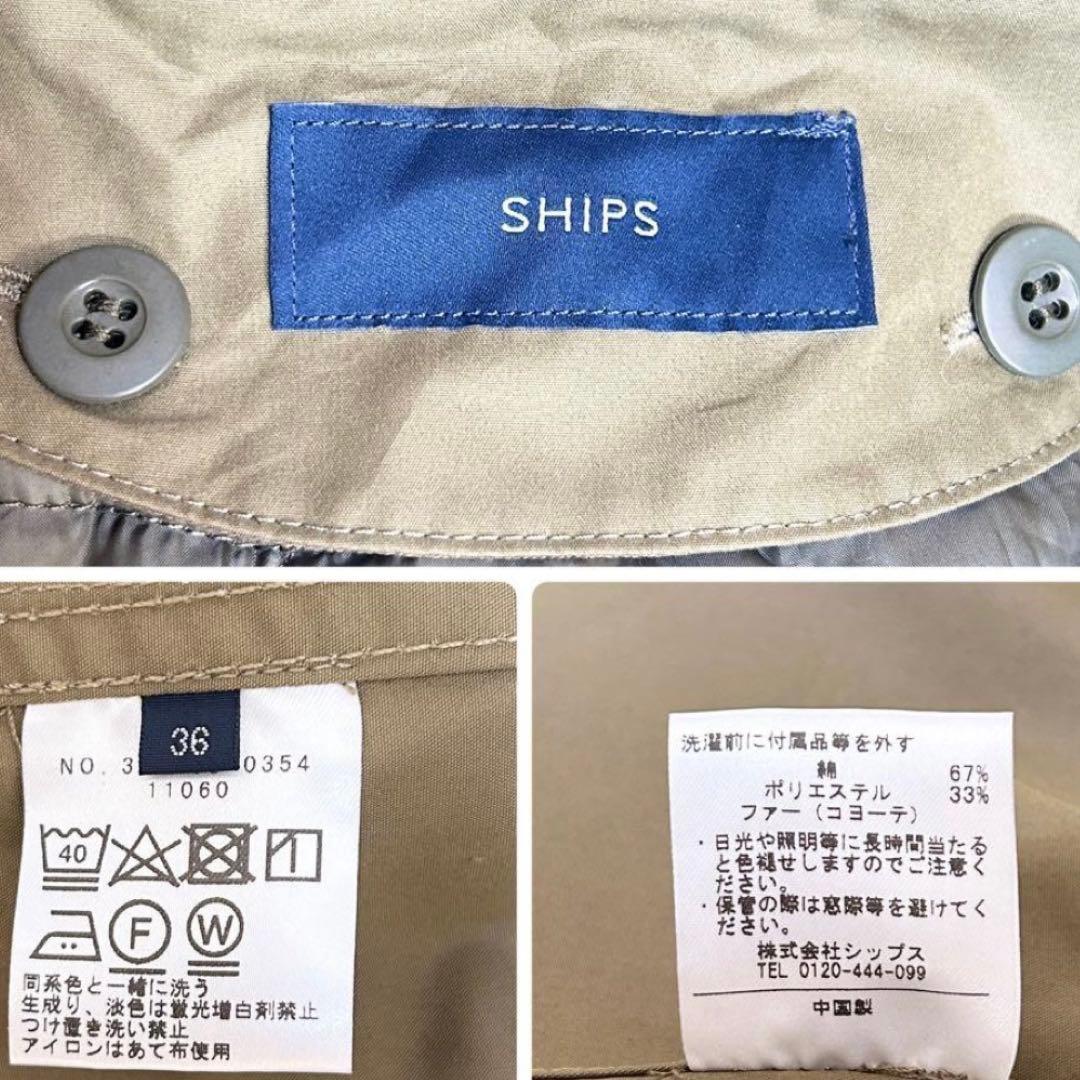 SHIPS
36
NO. 3 0354
11060
40
F
W
同系色と一緒に洗う
生成り、淡色は蛍光増白剤禁止
つけ置き洗い禁止
アイロンはあて布使用
洗濯前に付属品等を外す
綿 67%
ポリエステル 33%
ファー(コヨーテ)
・日光や照明等に長時間当たる
と色褪せしますのでご注意く
ださい。
・保管の際は窓際等を避けてく
ださい。
株式会社シップス
TEL 0120-444-099
中国製